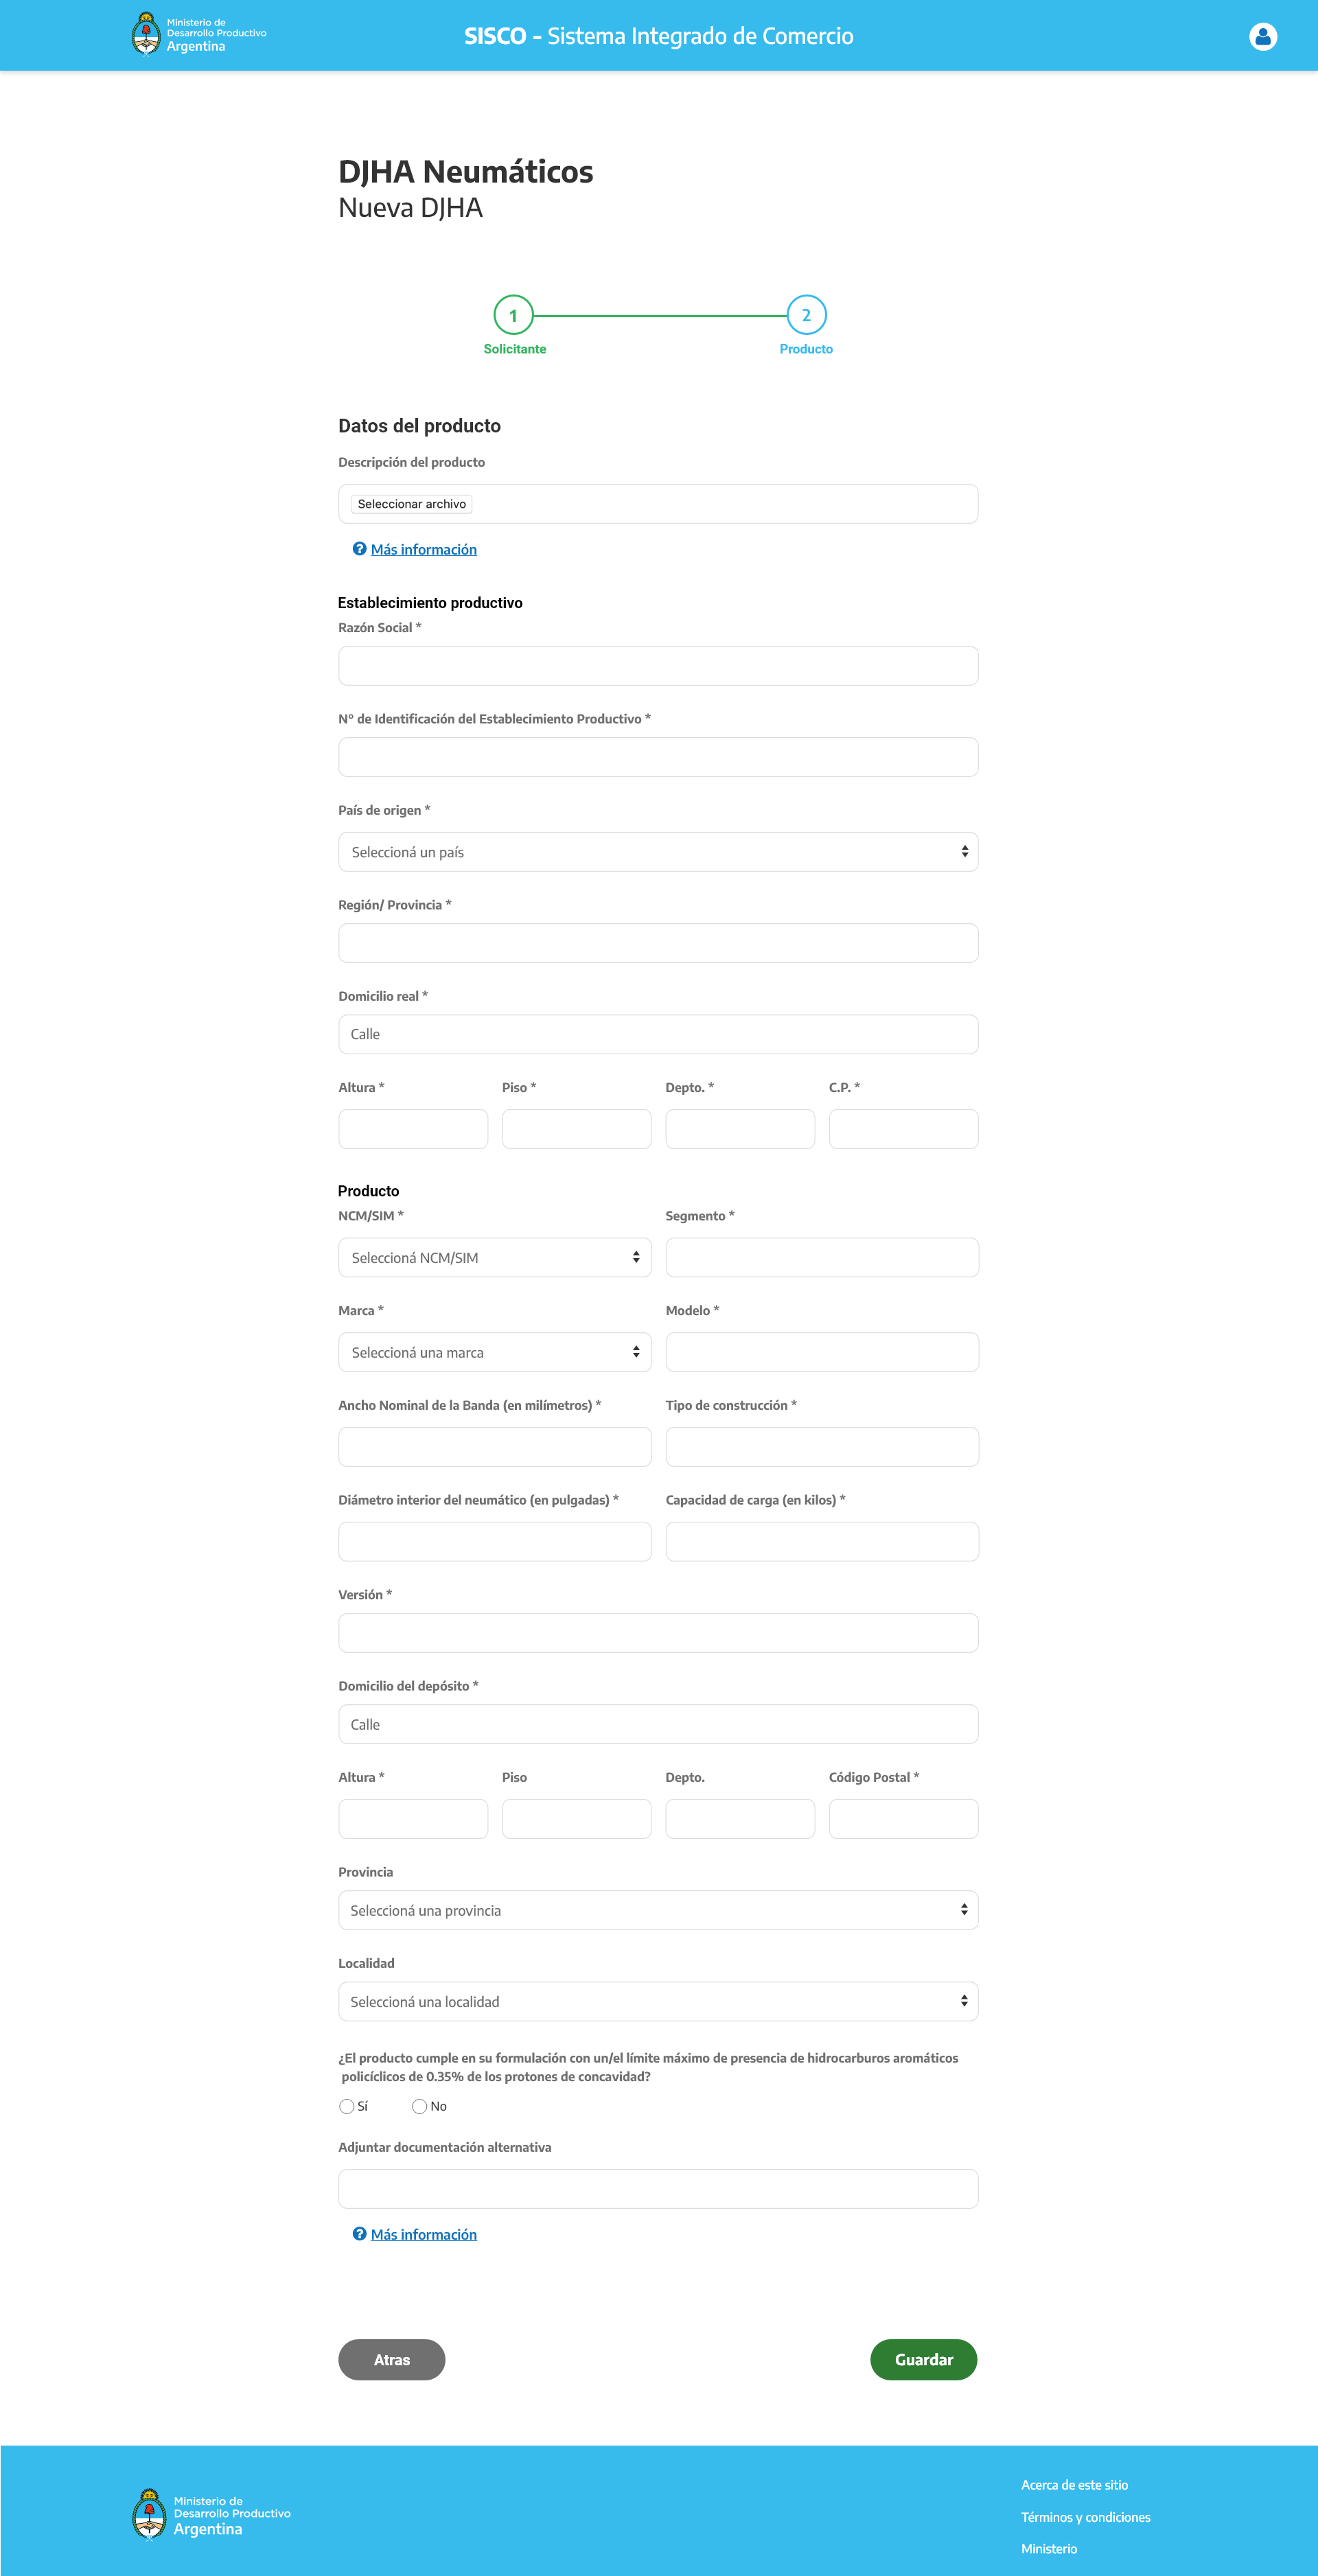 Ministerio de
Desarrollo Productivo
Argentina
SISCO - Sistema Integrado de Comercio
DJHA Neumáticos
Nueva DJHA
1
2
Solicitante
Producto
Datos del producto
Descripción del producto
Seleccionar archivo
Más información
Establecimiento productivo
Razón Social *
N° de Identificación del Establecimiento Productivo *
País de origen *
Seleccioná un país
Región/ Provincia *
Domicilio real *
Calle
Altura * Piso * Depto. * C.P. *
Producto
NCM/SIM * Segmento *
Seleccioná NCM/SIM
Marca * Modelo *
Seleccioná una marca
Ancho Nominal de la Banda (en milímetros) * Tipo de construcción *
Diámetro interior del neumático (en pulgadas) * Capacidad de carga (en kilos) *
Versión *
Domicilio del depósito *
Calle
Altura * Piso Depto. Código Postal *
Provincia
Seleccioná una provincia
Localidad
Seleccioná una localidad
¿El producto cumple en su formulación con un/el límite máximo de presencia de hidrocarburos aromáticos
policíclicos de 0.35% de los protones de concavidad?
Sí No
Adjuntar documentación alternativa
Más información
Atras Guardar
Ministerio de
Desarrollo Productivo
Argentina
Acerca de este sitio
Términos y condiciones
Ministerio